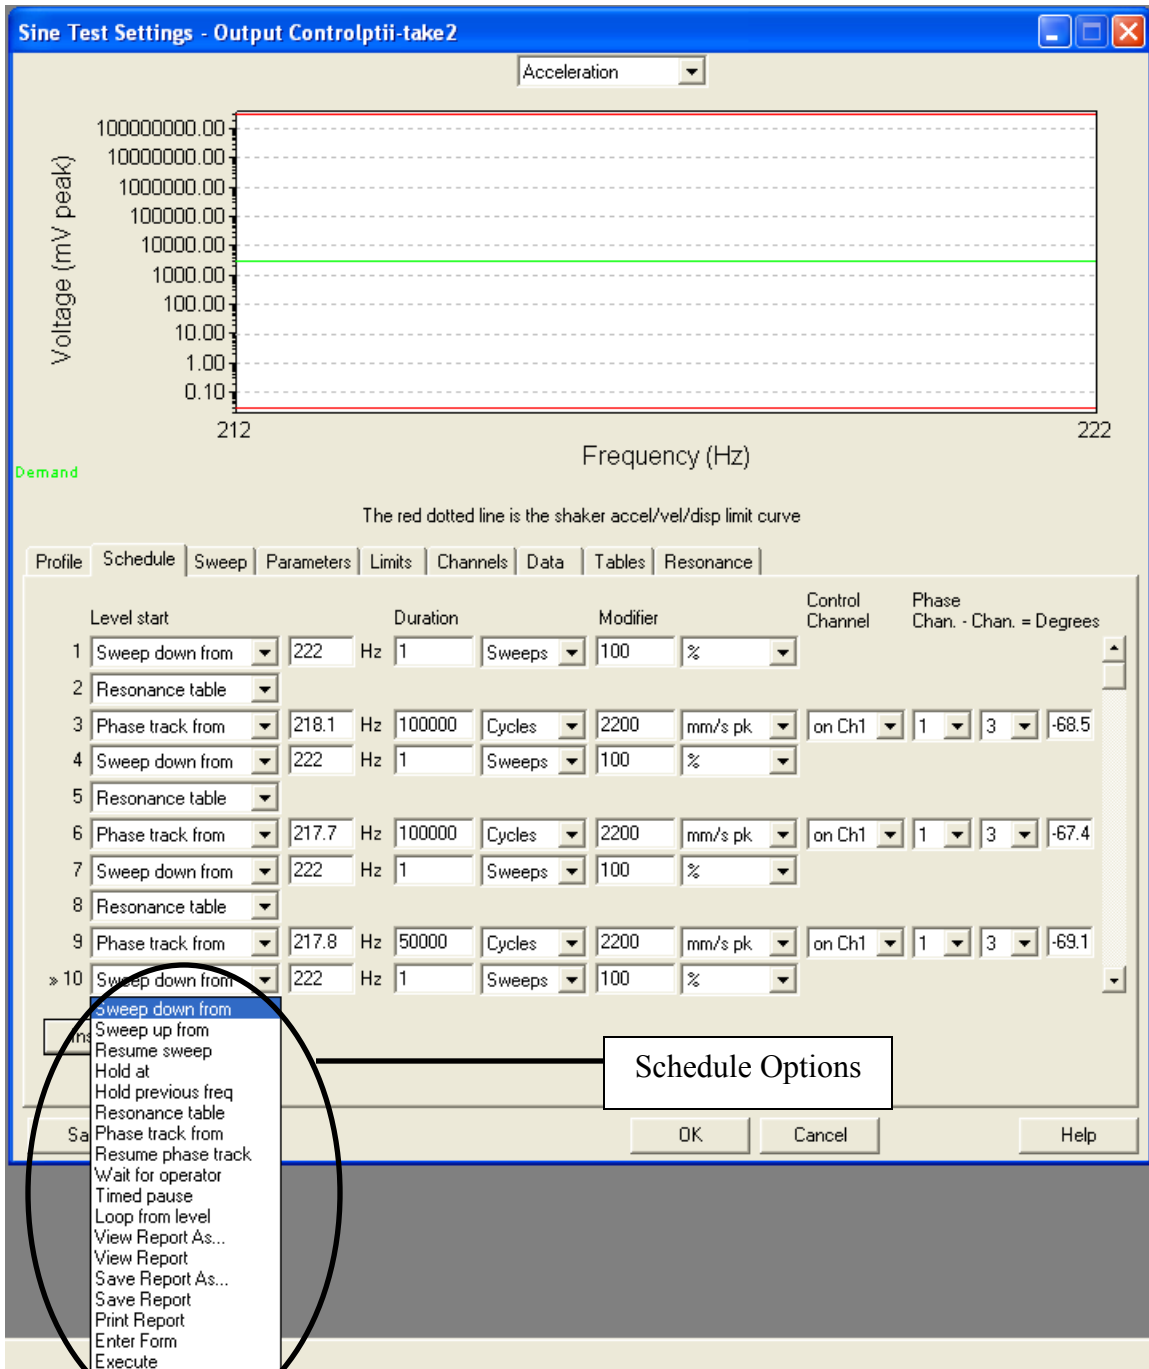 Sine Test Settings - Output Controlptii-take2
Acceleration
Voltage (mV peak)
100000000.00
10000000.00
1000000.00
100000.00
10000.00
1000.00
100.00
10.00
1.00
0.10
212
222
Frequency (Hz)
Demand
The red dotted line is the shaker accel/vel/disp limit curve
Profile Schedule Sweep Parameters Limits Channels Data Tables Resonance
Level start Duration Modifier Control Channel Phase Chan. - Chan. = Degrees
1 Sweep down from 222 Hz 1 Sweeps 100 %
2 Resonance table
3 Phase track from 218.1 Hz 100000 Cycles 2200 mm/s pk on Ch1 1 3 -68.5
4 Sweep down from 222 Hz 1 Sweeps 100 %
5 Resonance table
6 Phase track from 217.7 Hz 100000 Cycles 2200 mm/s pk on Ch1 1 3 -67.4
7 Sweep down from 222 Hz 1 Sweeps 100 %
8 Resonance table
9 Phase track from 217.8 Hz 50000 Cycles 2200 mm/s pk on Ch1 1 3 -69.1
» 10 Sweep down from 222 Hz 1 Sweeps 100 %
Sweep down from
Sweep up from
Resume sweep
Hold at
Hold previous freq
Resonance table
Phase track from
Resume phase track
Wait for operator
Timed pause
Loop from level
View Report As...
View Report
Save Report As...
Save Report
Print Report
Enter Form
Execute
Schedule Options
OK Cancel Help